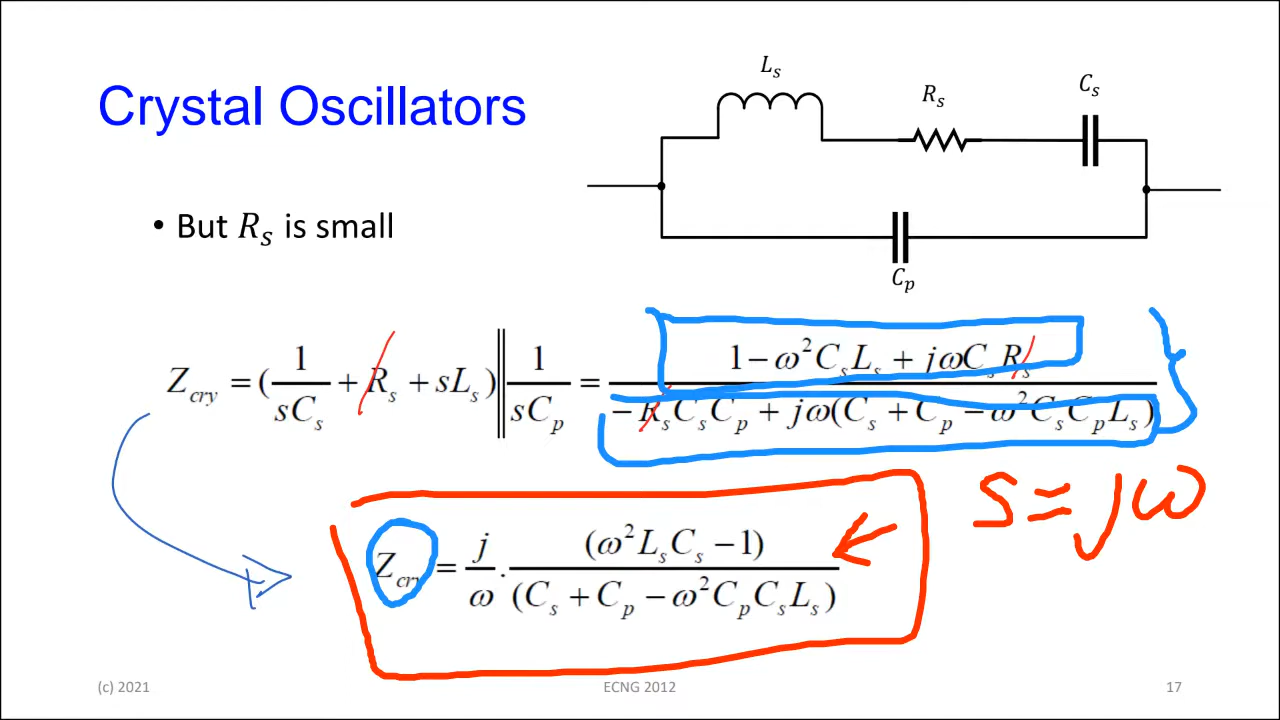 Crystal Oscillators
L_s
R_s
C_s
• But R_s is small
C_p
Z_cry = (1/(sC_s) + R_s + sL_s) ‖ 1/(sC_p) = (1 − ω²C_sL_s + jωC_sR_s)/(−R_sC_sC_p + jω(C_s + C_p − ω²C_sC_pL_s))
s = jω
Z_cry = j/ω . (ω²L_sC_s − 1)/(C_s + C_p − ω²C_pC_sL_s)
(c) 2021
ECNG 2012
17